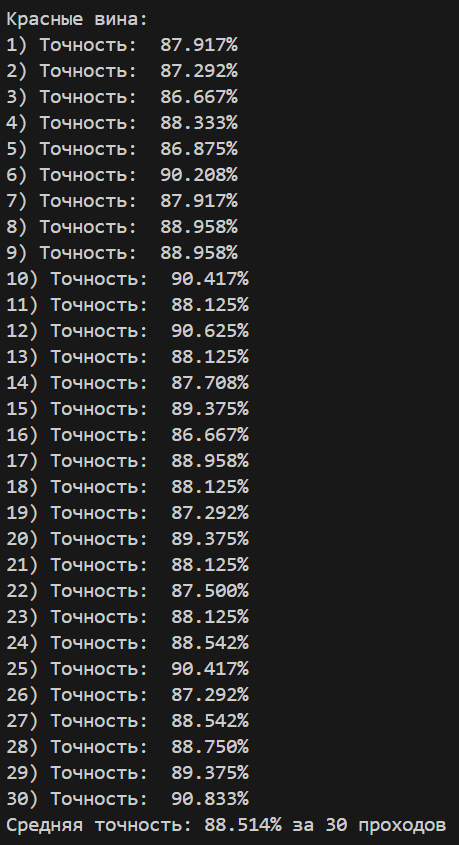 Красные вина:
1) Точность:  87.917%
2) Точность:  87.292%
3) Точность:  86.667%
4) Точность:  88.333%
5) Точность:  86.875%
6) Точность:  90.208%
7) Точность:  87.917%
8) Точность:  88.958%
9) Точность:  88.958%
10) Точность:  90.417%
11) Точность:  88.125%
12) Точность:  90.625%
13) Точность:  88.125%
14) Точность:  87.708%
15) Точность:  89.375%
16) Точность:  86.667%
17) Точность:  88.958%
18) Точность:  88.125%
19) Точность:  87.292%
20) Точность:  89.375%
21) Точность:  88.125%
22) Точность:  87.500%
23) Точность:  88.125%
24) Точность:  88.542%
25) Точность:  90.417%
26) Точность:  87.292%
27) Точность:  88.542%
28) Точность:  88.750%
29) Точность:  89.375%
30) Точность:  90.833%
Средняя точность: 88.514% за 30 проходов